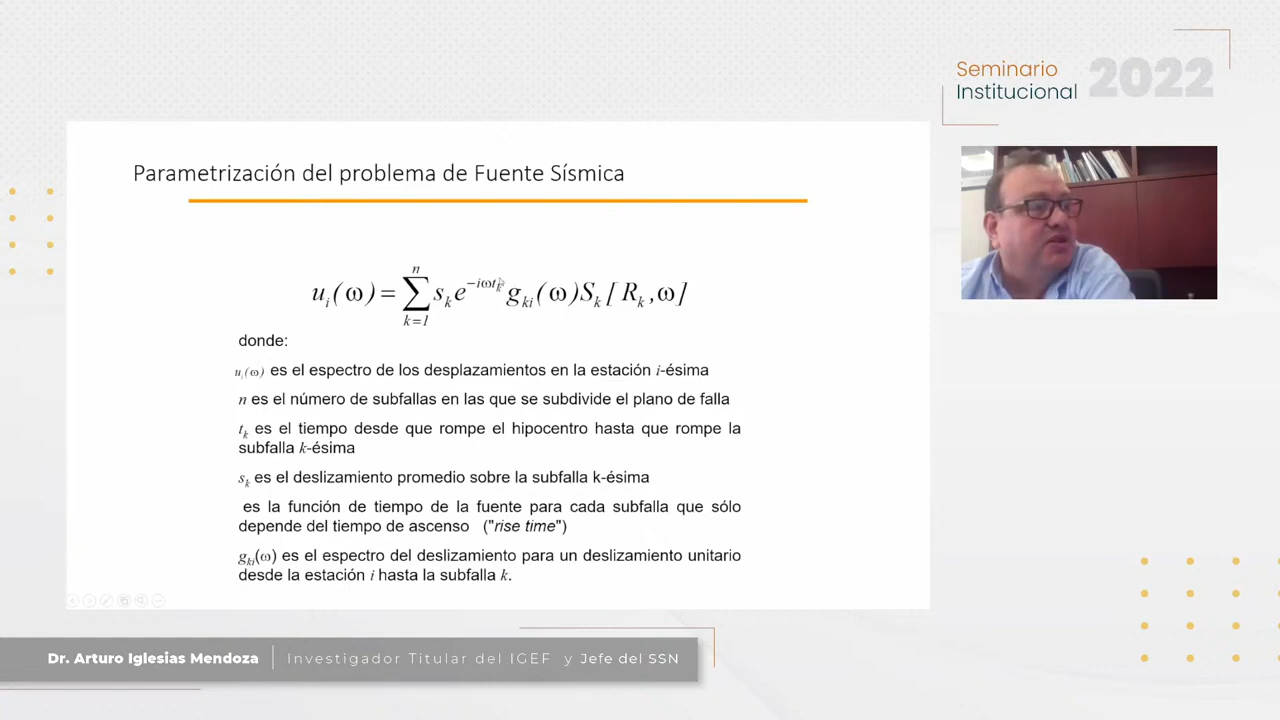 Seminario
Institucional
2022
Parametrización del problema de Fuente Sísmica
u_i(ω) = ∑_{k=1}^{n} s_k e^{-iωt_k} g_{ki}(ω) S_k [R_k, ω]
donde:
u_i(ω) es el espectro de los desplazamientos en la estación i-ésima
n es el número de subfallas en las que se subdivide el plano de falla
t_k es el tiempo desde que rompe el hipocentro hasta que rompe la
subfalla k-ésima
s_k es el deslizamiento promedio sobre la subfalla k-ésima
es la función de tiempo de la fuente para cada subfalla que sólo
depende del tiempo de ascenso ("rise time")
g_{ki}(ω) es el espectro del deslizamiento para un deslizamiento unitario
desde la estación i hasta la subfalla k.
Dr. Arturo Iglesias Mendoza
Investigador Titular del IGEF y Jefe del SSN